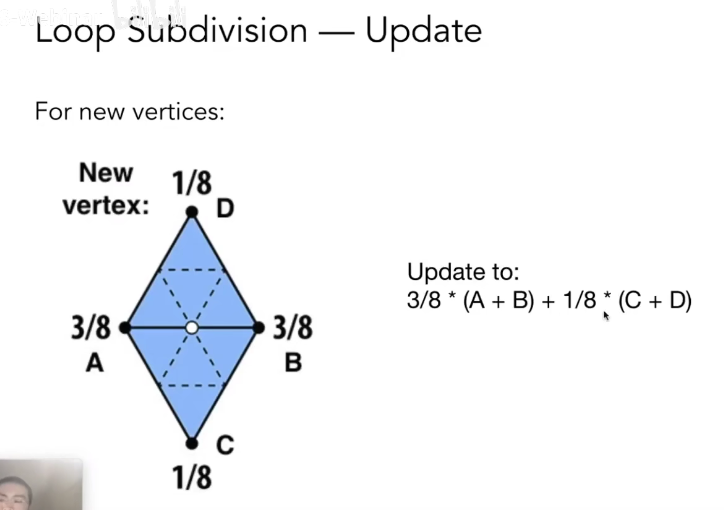 Loop Subdivision — Update
For new vertices:
New
vertex:
1/8
D
3/8
A
3/8
B
C
1/8
Update to:
3/8 * (A + B) + 1/8 * (C + D)